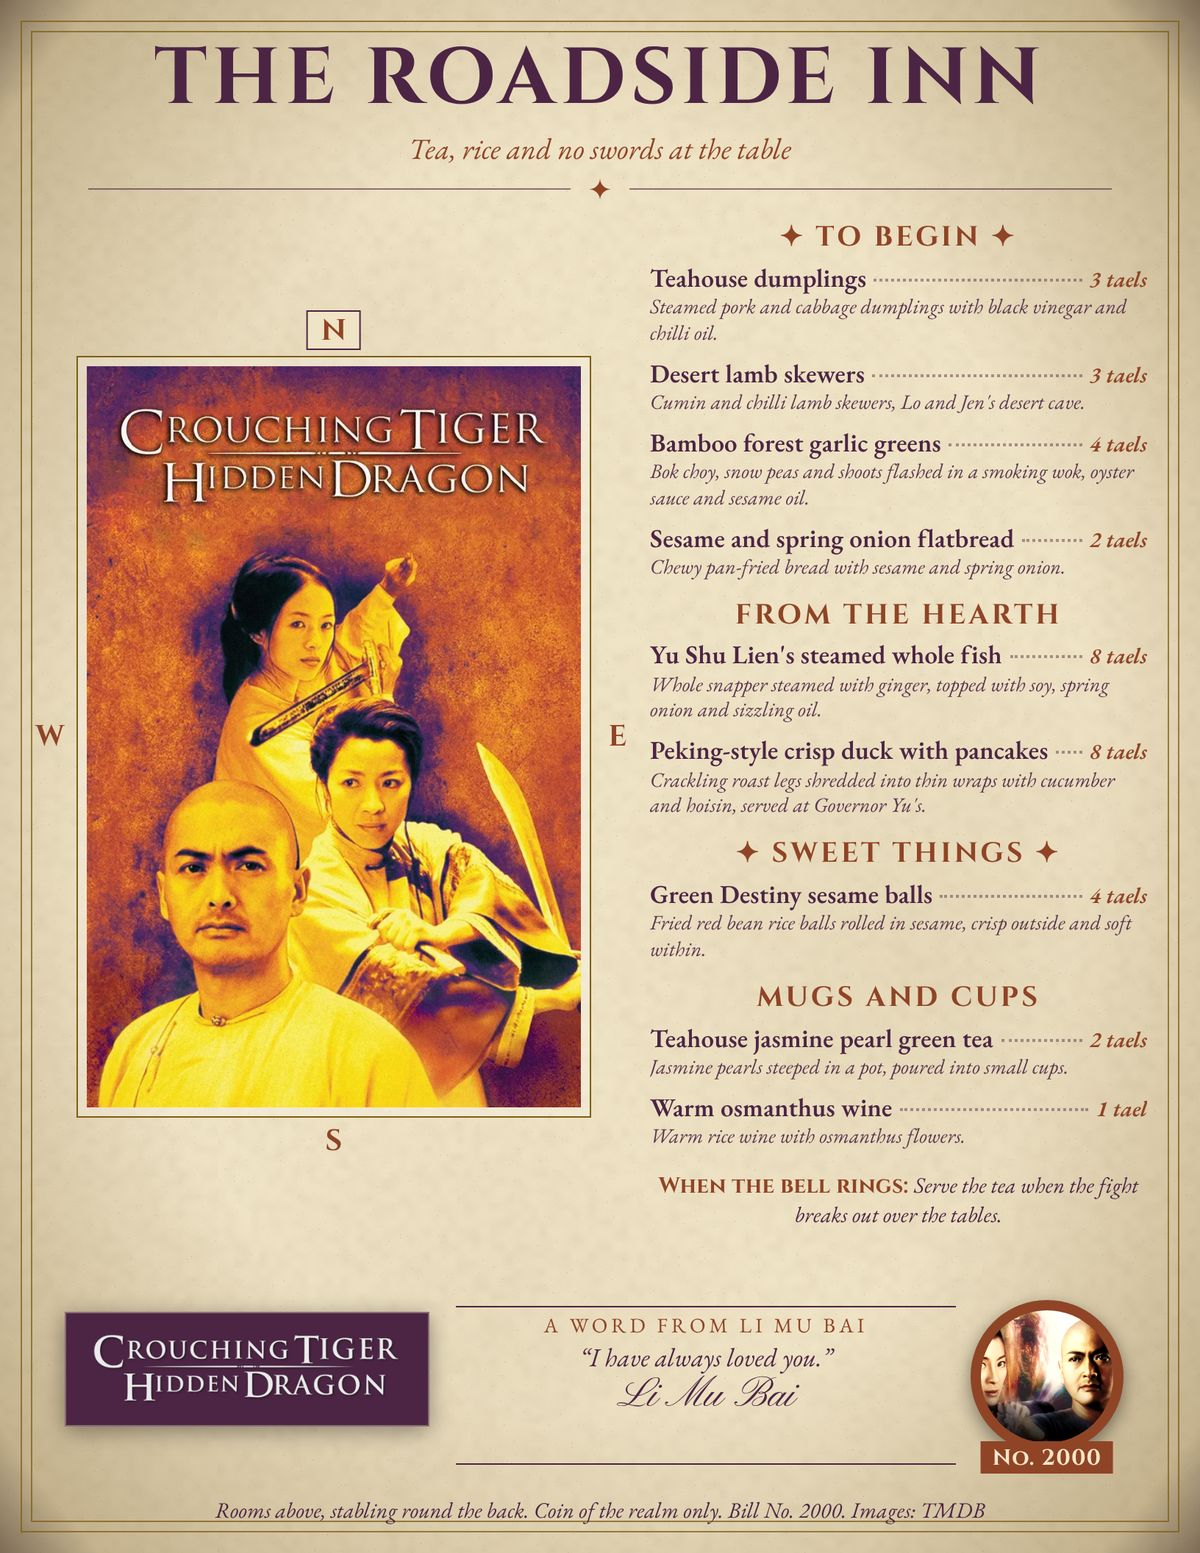 THE ROADSIDE INN
Tea, rice and no swords at the table
N
W
E
S
CROUCHING TIGER
HIDDEN DRAGON
TO BEGIN
Teahouse dumplings 3 taels
Steamed pork and cabbage dumplings with black vinegar and
chilli oil.
Desert lamb skewers 3 taels
Cumin and chilli lamb skewers, Lo and Jen's desert cave.
Bamboo forest garlic greens 4 taels
Bok choy, snow peas and shoots flashed in a smoking wok, oyster
sauce and sesame oil.
Sesame and spring onion flatbread 2 taels
Chewy pan-fried bread with sesame and spring onion.
FROM THE HEARTH
Yu Shu Lien's steamed whole fish 8 taels
Whole snapper steamed with ginger, topped with soy, spring
onion and sizzling oil.
Peking-style crisp duck with pancakes 8 taels
Crackling roast legs shredded into thin wraps with cucumber
and hoisin, served at Governor Yu's.
SWEET THINGS
Green Destiny sesame balls 4 taels
Fried red bean rice balls rolled in sesame, crisp outside and soft
within.
MUGS AND CUPS
Teahouse jasmine pearl green tea 2 taels
Jasmine pearls steeped in a pot, poured into small cups.
Warm osmanthus wine 1 tael
Warm rice wine with osmanthus flowers.
WHEN THE BELL RINGS: Serve the tea when the fight
breaks out over the tables.
CROUCHING TIGER
HIDDEN DRAGON
A WORD FROM LI MU BAI
“I have always loved you.”
Li Mu Bai
NO. 2000
Rooms above, stabling round the back. Coin of the realm only. Bill No. 2000. Images: TMDB